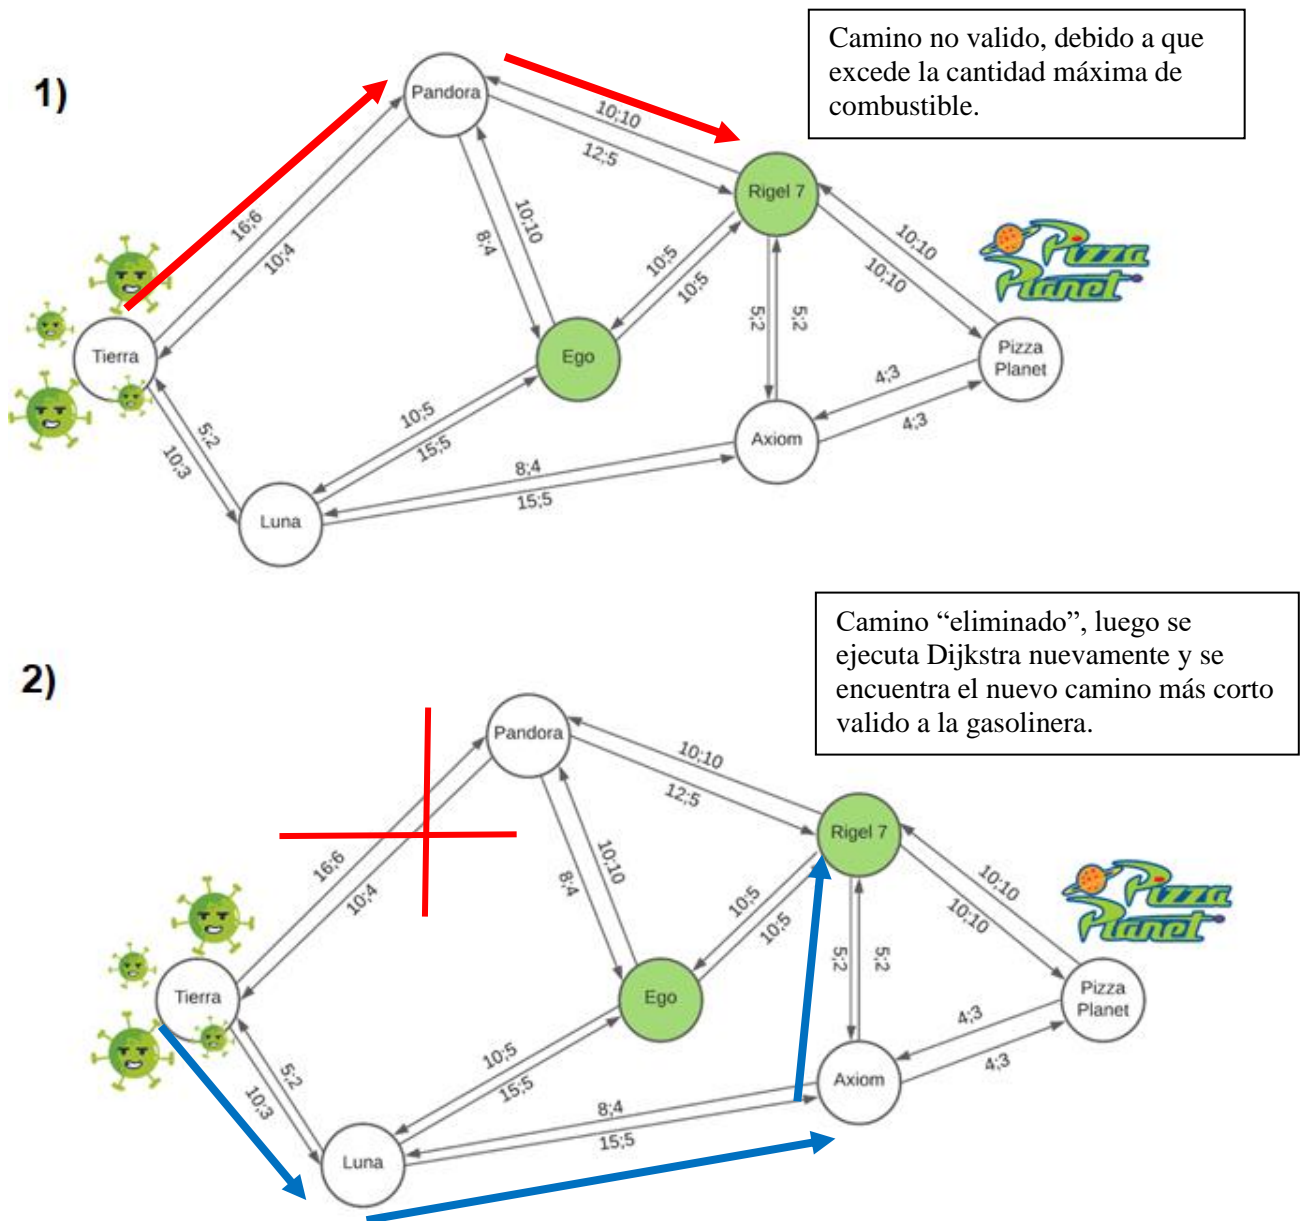 1)
Camino no valido, debido a que
excede la cantidad máxima de
combustible.
Pandora
10;10
12;5
Rigel 7
16;6
10;4
8;4
10;10
10;5
10;5
10;10
10;10
Pizza
Planet
5;2
5;2
Tierra
Ego
Pizza
Planet
4;3
4;3
Axiom
10;5
15;5
5;2
10;3
8;4
15;5
Luna
2)
Camino “eliminado”, luego se
ejecuta Dijkstra nuevamente y se
encuentra el nuevo camino más corto
valido a la gasolinera.
Pandora
10;10
12;5
Rigel 7
16;6
10;4
8;4
10;10
10;5
10;5
10;10
10;10
Pizza
Planet
5;2
5;2
Tierra
Ego
Pizza
Planet
4;3
4;3
Axiom
10;5
15;5
5;2
10;3
8;4
15;5
Luna